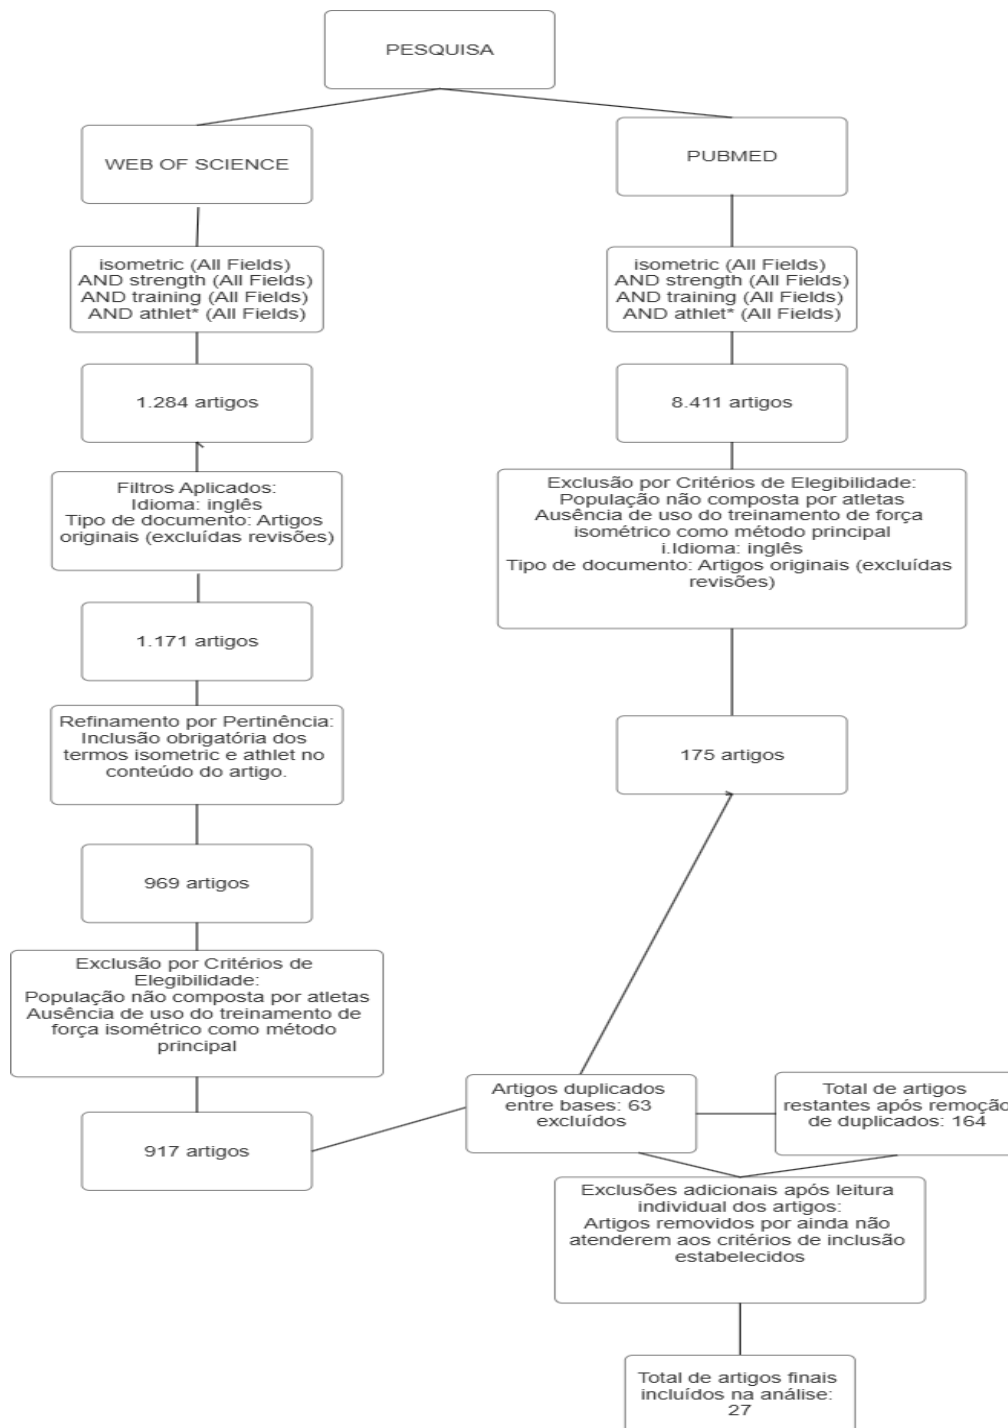 PESQUISA
WEB OF SCIENCE
PUBMED
isometric (All Fields)
AND strength (All Fields)
AND training (All Fields)
AND athlet* (All Fields)
isometric (All Fields)
AND strength (All Fields)
AND training (All Fields)
AND athlet* (All Fields)
1.284 artigos
8.411 artigos
Filtros Aplicados:
Idioma: inglês
Tipo de documento: Artigos
originais (excluídas revisões)
Exclusão por Critérios de Elegibilidade:
População não composta por atletas
Ausência de uso do treinamento de força
isométrico como método principal
i.Idioma: inglês
Tipo de documento: Artigos originais (excluídas
revisões)
1.171 artigos
Refinamento por Pertinência:
Inclusão obrigatória dos
termos isometric e athlet no
conteúdo do artigo.
175 artigos
969 artigos
Exclusão por Critérios de
Elegibilidade:
População não composta por atletas
Ausência de uso do treinamento de
força isométrico como método
principal
917 artigos
Artigos duplicados
entre bases: 63
excluídos
Total de artigos
restantes após remoção
de duplicados: 164
Exclusões adicionais após leitura
individual dos artigos:
Artigos removidos por ainda não
atenderem aos critérios de inclusão
estabelecidos
Total de artigos finais
incluídos na análise:
27